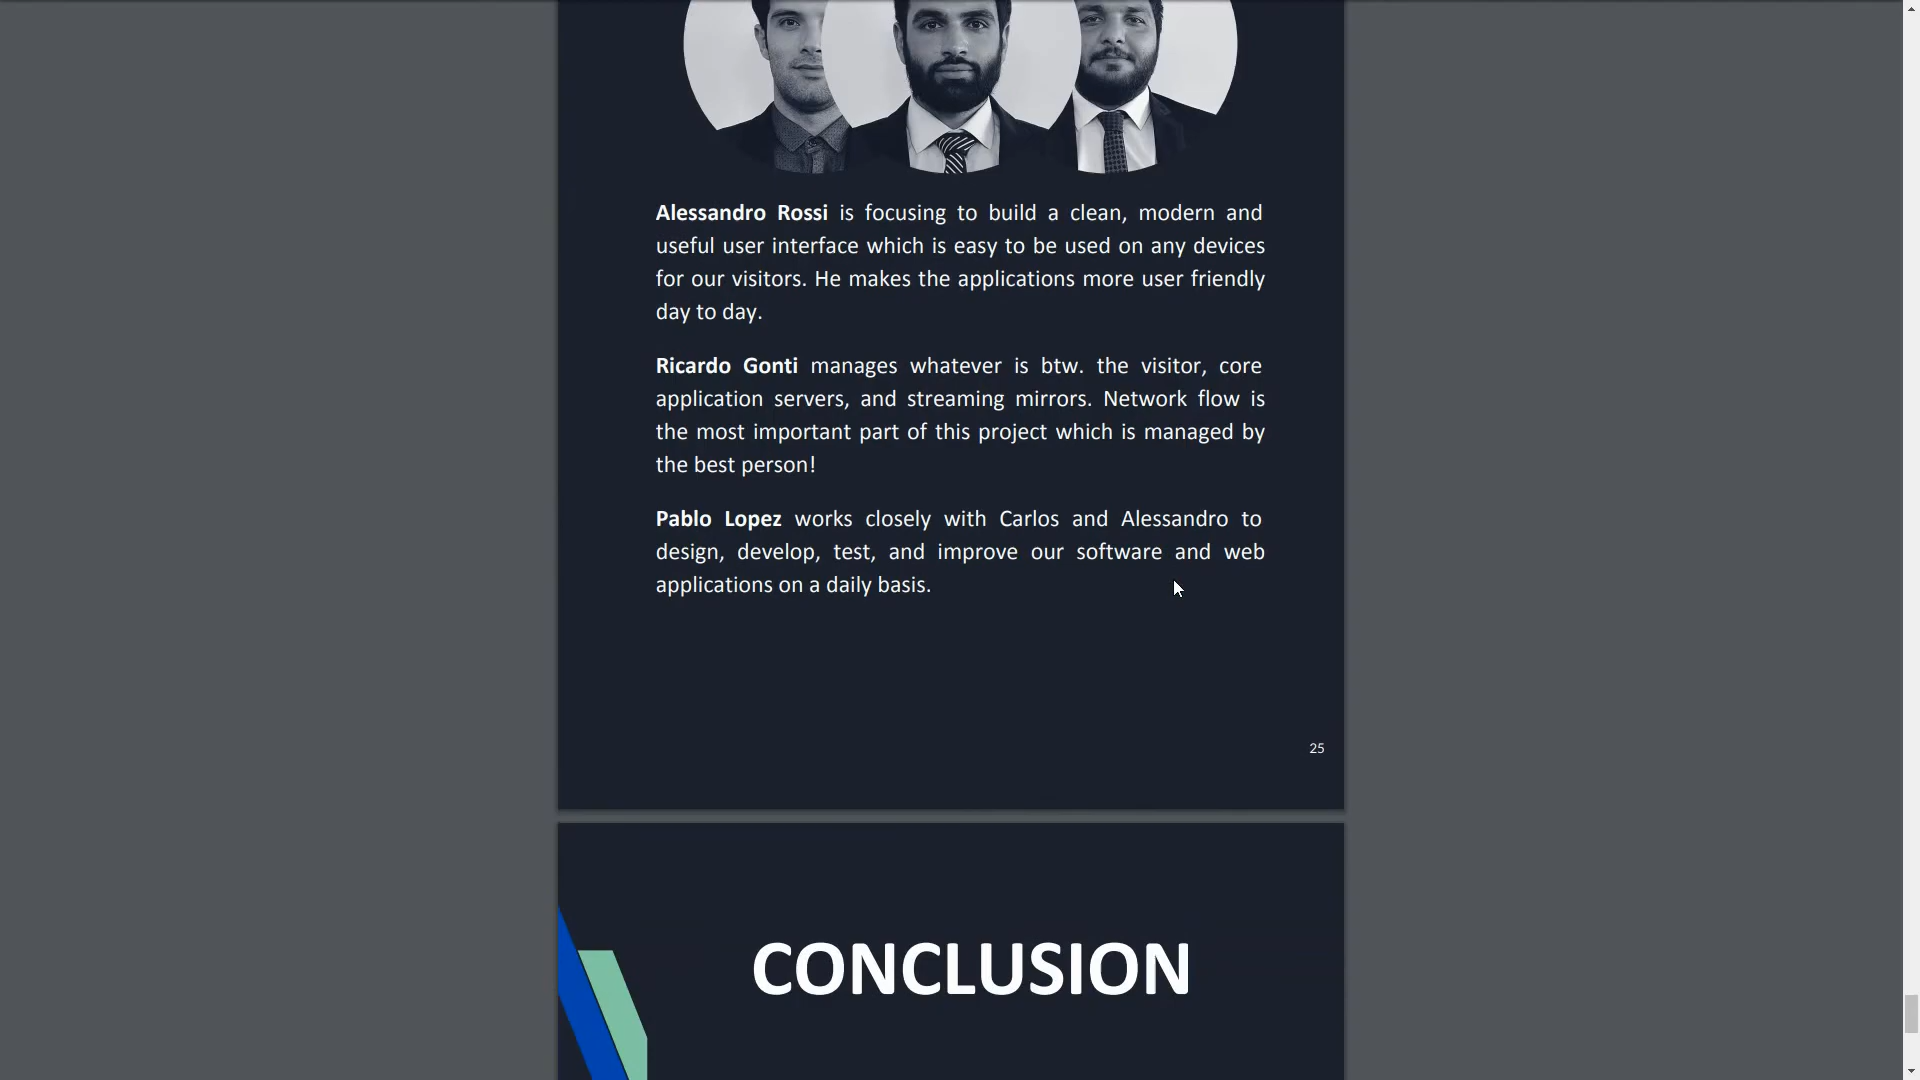 Alessandro Rossi is focusing to build a clean, modern and
useful user interface which is easy to be used on any devices
for our visitors. He makes the applications more user friendly
day to day.
Ricardo Gonti manages whatever is btw. the visitor, core
application servers, and streaming mirrors. Network flow is
the most important part of this project which is managed by
the best person!
Pablo Lopez works closely with Carlos and Alessandro to
design, develop, test, and improve our software and web
applications on a daily basis.
25
CONCLUSION